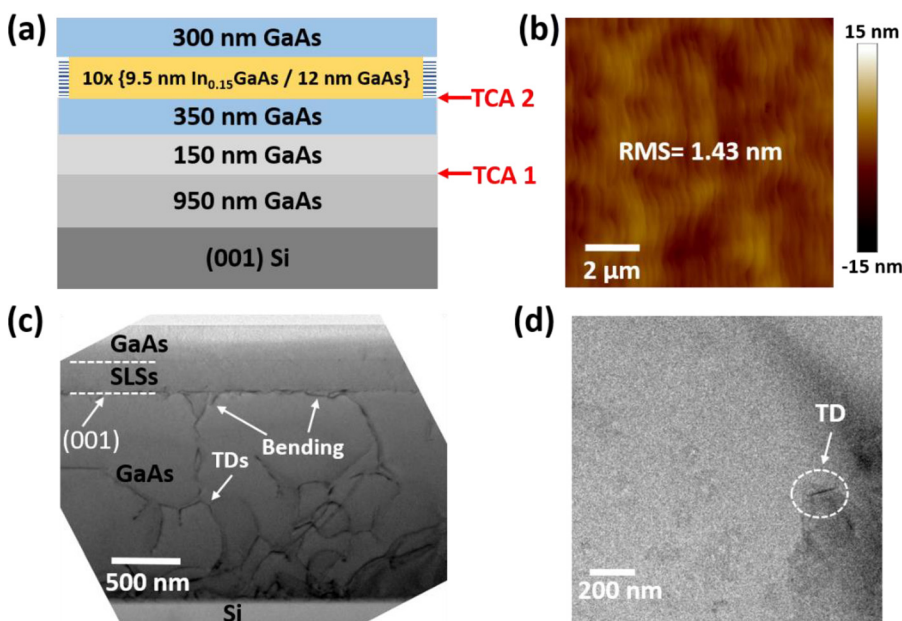 (a)
300 nm GaAs
10x {9.5 nm In0.15GaAs / 12 nm GaAs}
TCA 2
350 nm GaAs
150 nm GaAs
TCA 1
950 nm GaAs
(001) Si
(b)
15 nm
RMS= 1.43 nm
2 μm
-15 nm
(c)
GaAs
SLSs
(001)
Bending
GaAs
TDs
500 nm
Si
(d)
TD
200 nm